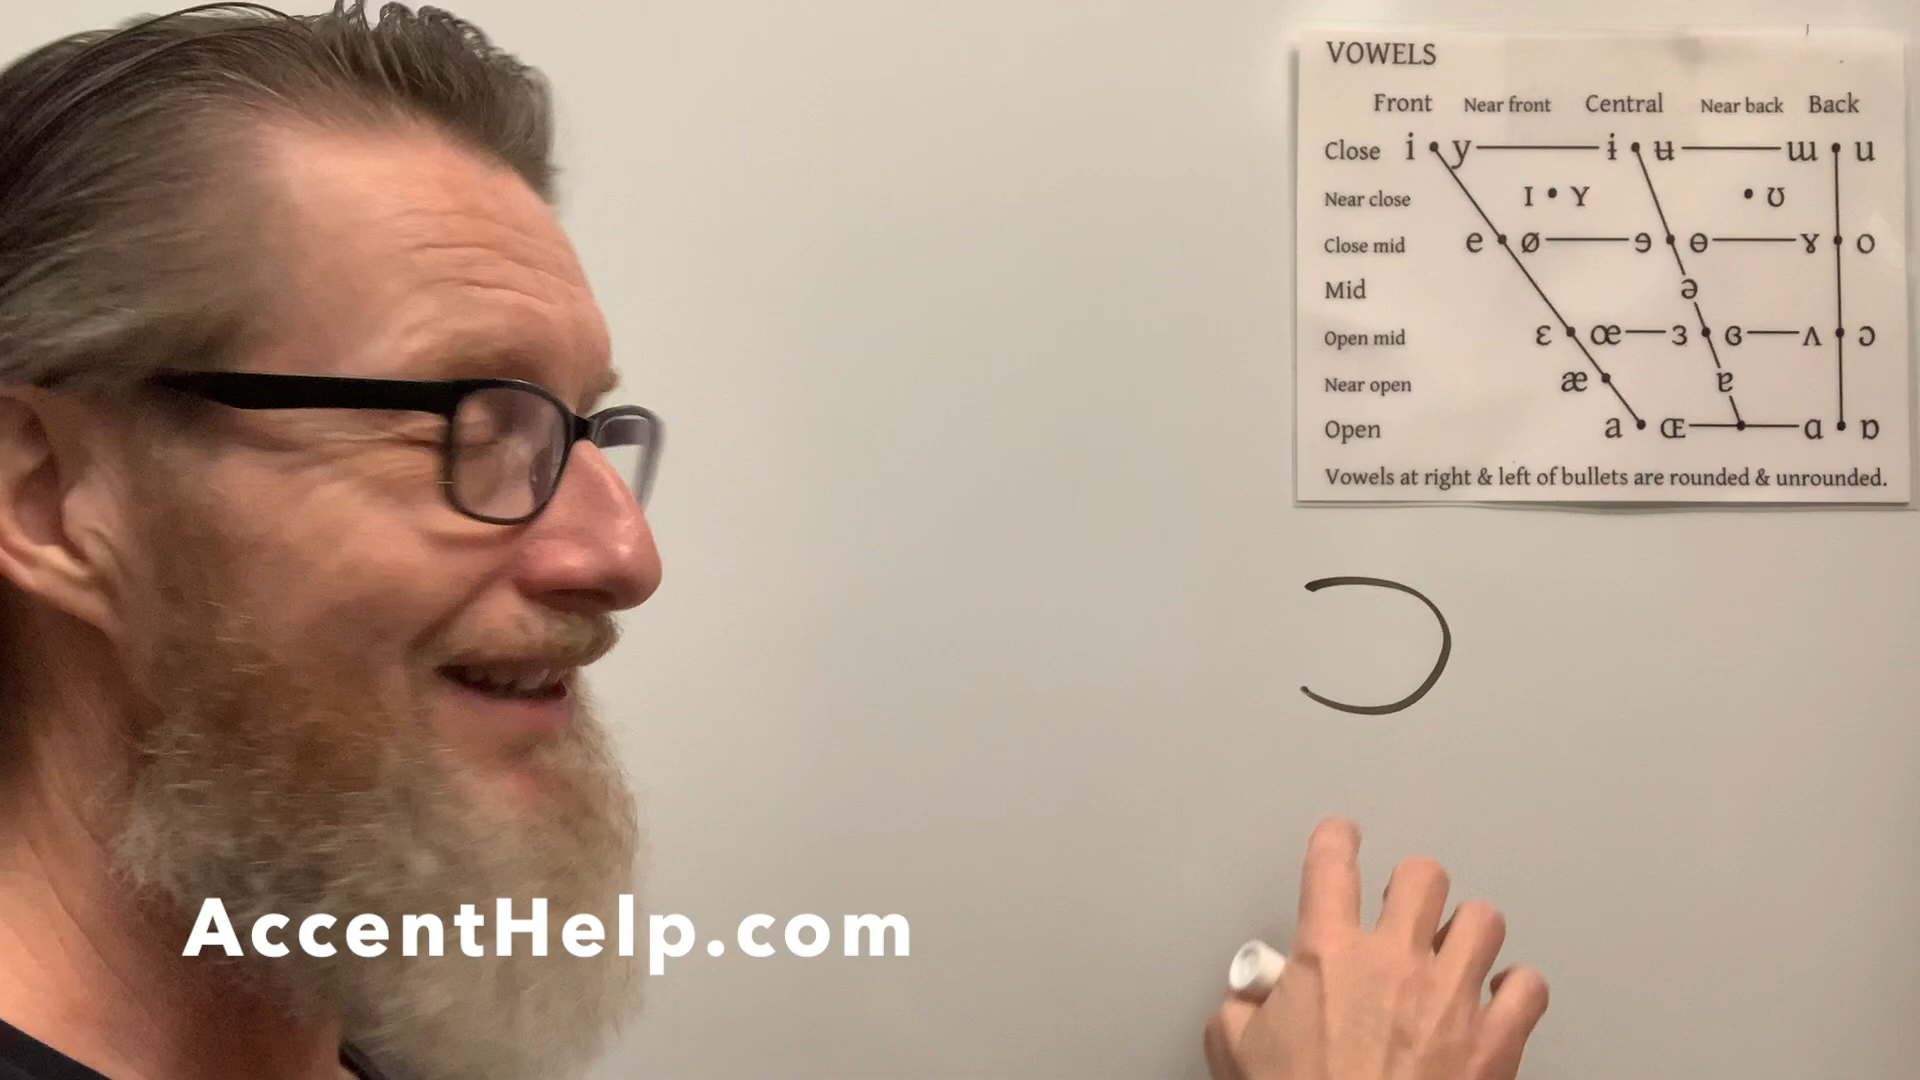 VOWELS
Front Near front Central Near back Back
Close i y ɨ ʉ ɯ u
Near close ɪ ʏ ʊ
Close mid e ø ɘ ɵ ɤ o
Mid ə
Open mid ɛ œ ɜ ɞ ʌ ɔ
Near open æ ɐ
Open a ɶ ɑ ɒ
Vowels at right & left of bullets are rounded & unrounded.
ɔ
AccentHelp.com